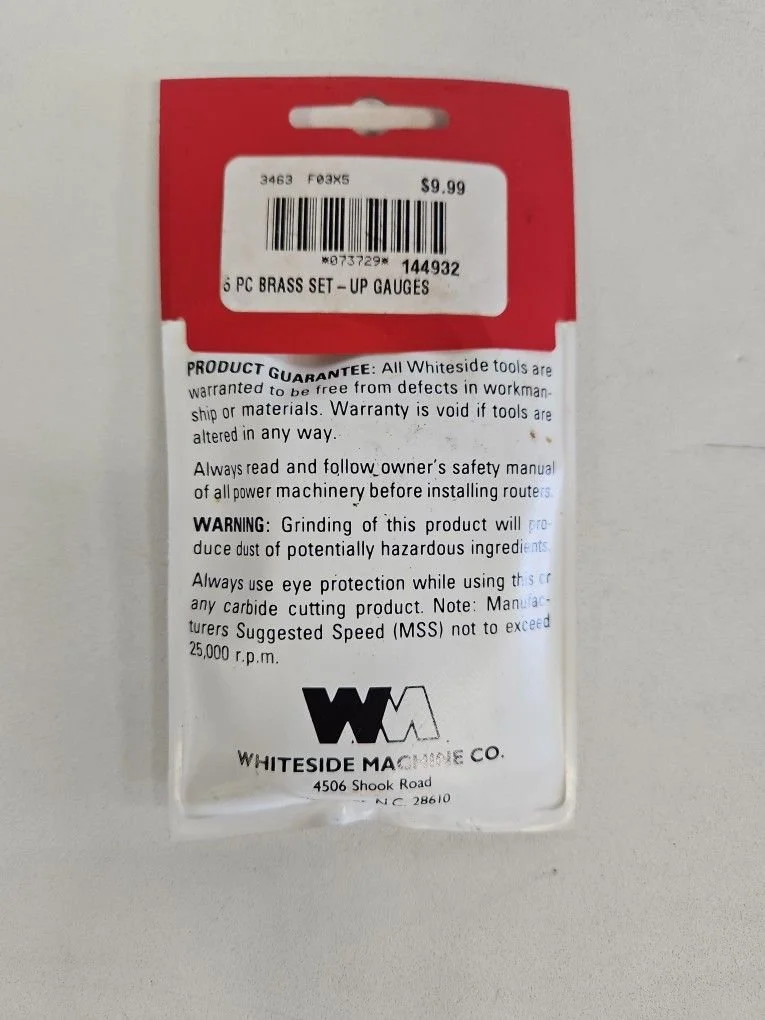 3463 F03X5 $9.99
*073729* 144932
5 PC BRASS SET-UP GAUGES
PRODUCT GUARANTEE: All Whiteside tools are
warranted to be free from defects in workman-
ship or materials. Warranty is void if tools are
altered in any way.
Always read and follow owner's safety manual
of all power machinery before installing routers.
WARNING: Grinding of this product will pro-
duce dust of potentially hazardous ingredients.
Always use eye protection while using this or
any carbide cutting product. Note: Manufac-
turers Suggested Speed (MSS) not to exceed
25,000 r.p.m.
WM
WHITESIDE MACHINE CO.
4506 Shook Road
N.C. 28610